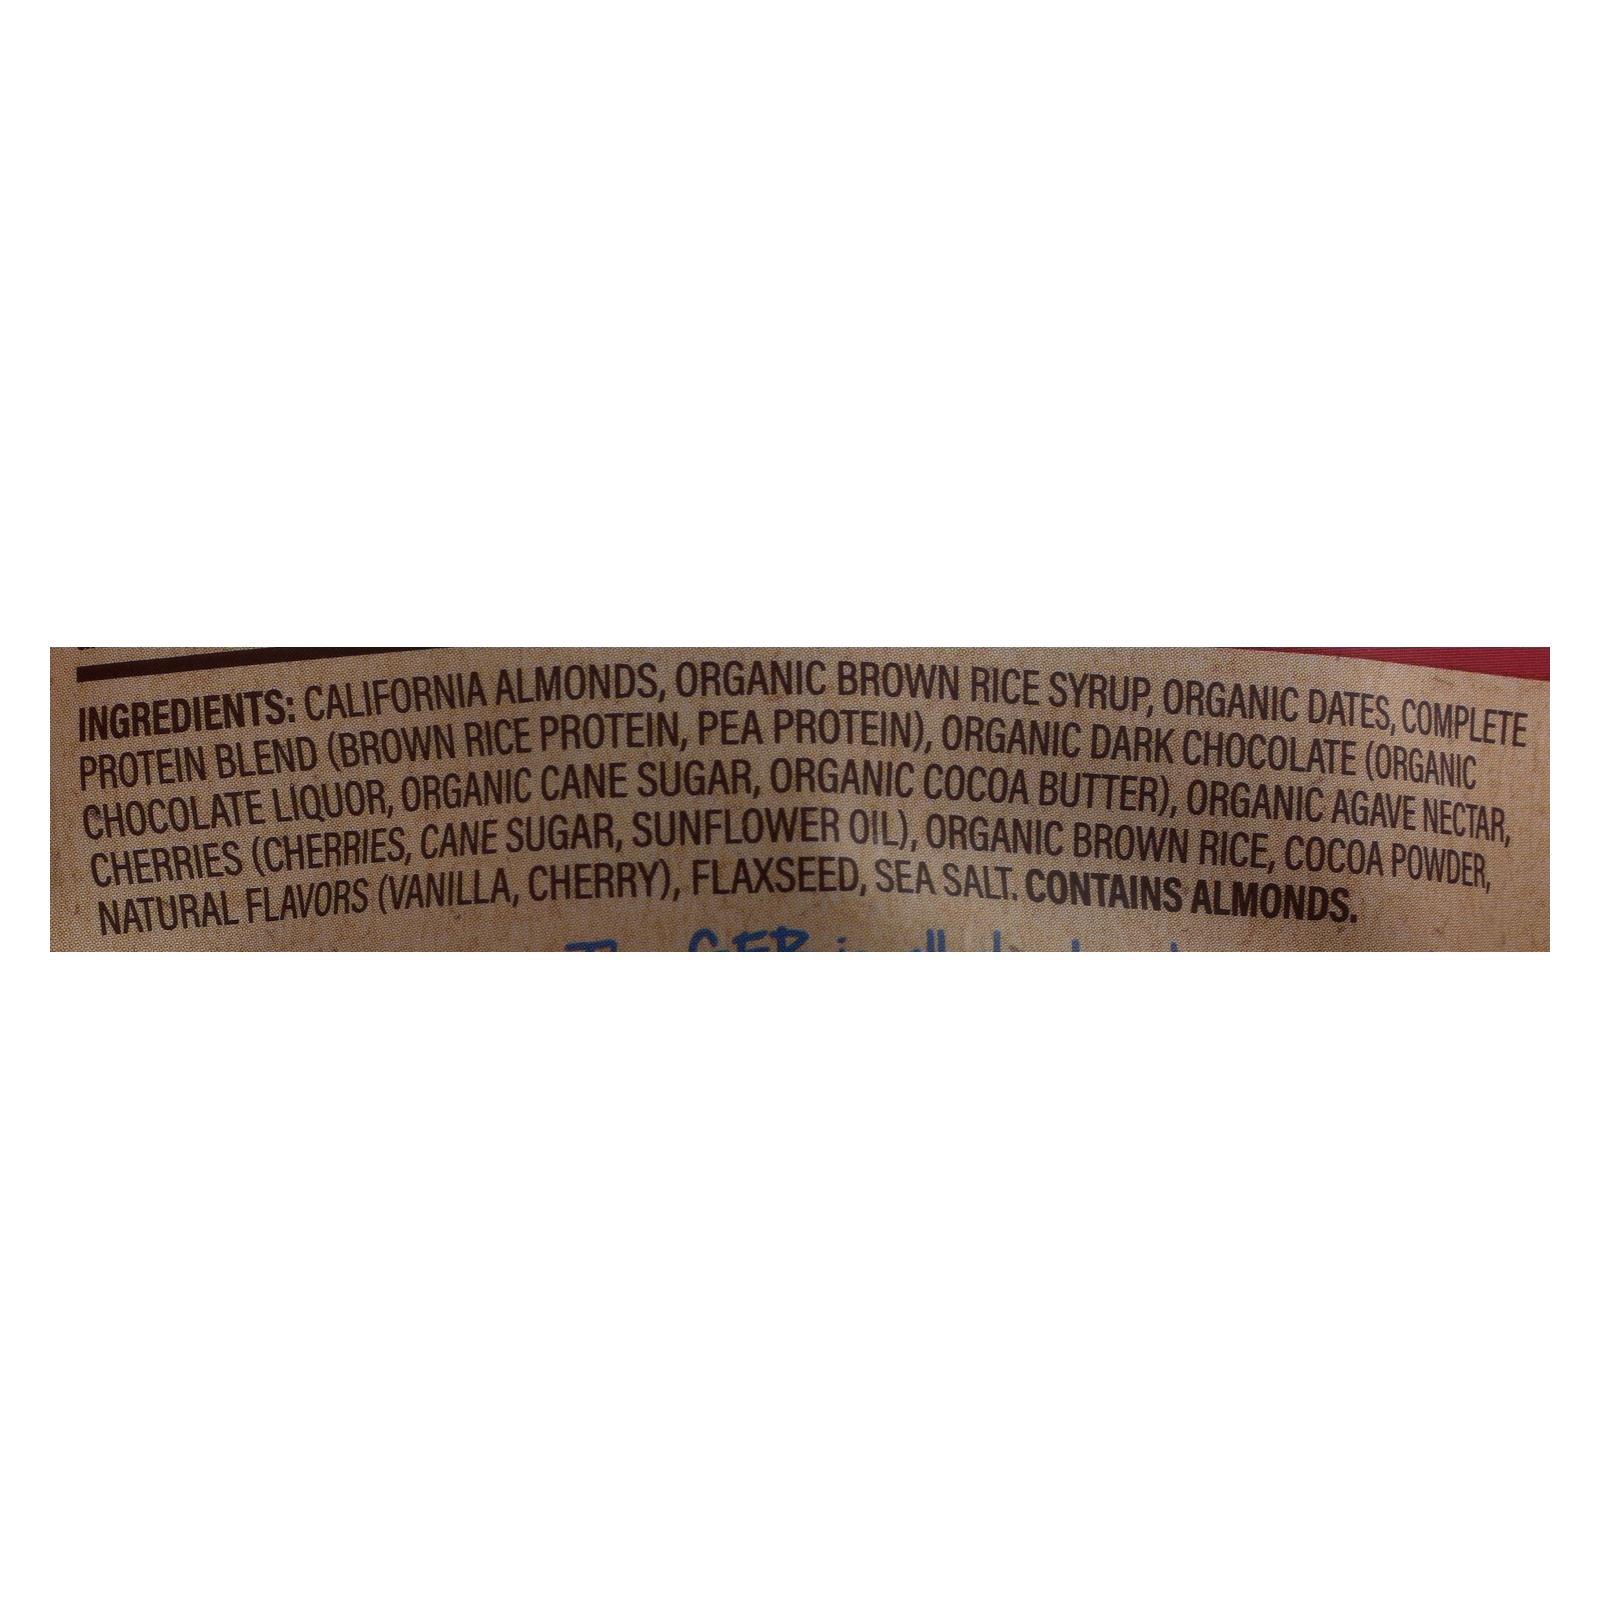 INGREDIENTS: CALIFORNIA ALMONDS, ORGANIC BROWN RICE SYRUP, ORGANIC DATES, COMPLETE
PROTEIN BLEND (BROWN RICE PROTEIN, PEA PROTEIN), ORGANIC DARK CHOCOLATE (ORGANIC
CHOCOLATE LIQUOR, ORGANIC CANE SUGAR, ORGANIC COCOA BUTTER), ORGANIC AGAVE NECTAR,
CHERRIES (CHERRIES, CANE SUGAR, SUNFLOWER OIL), ORGANIC BROWN RICE, COCOA POWDER,
NATURAL FLAVORS (VANILLA, CHERRY), FLAXSEED, SEA SALT. CONTAINS ALMONDS.